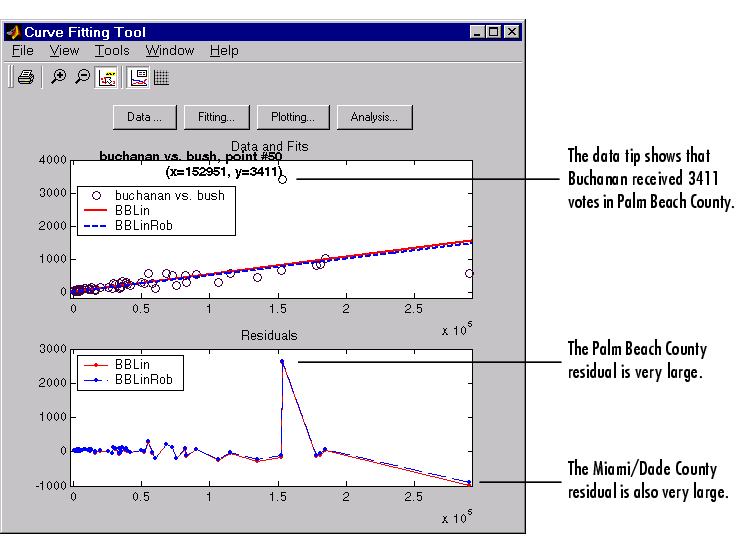 Curve Fitting Tool
File View Tools Window Help
Data ... Fitting... Plotting... Analysis...
Data and Fits
buchanan vs. bush, point #50
(x=152951, y=3411)
4000
3000
2000
1000
0
buchanan vs. bush
BBLin
BBLinRob
0 0.5 1 1.5 2 2.5
x 10^5
The data tip shows that
Buchanan received 3411
votes in Palm Beach County.
Residuals
3000
2000
1000
0
-1000
BBLin
BBLinRob
0 0.5 1 1.5 2 2.5
x 10^5
The Palm Beach County
residual is very large.
The Miami/Dade County
residual is also very large.